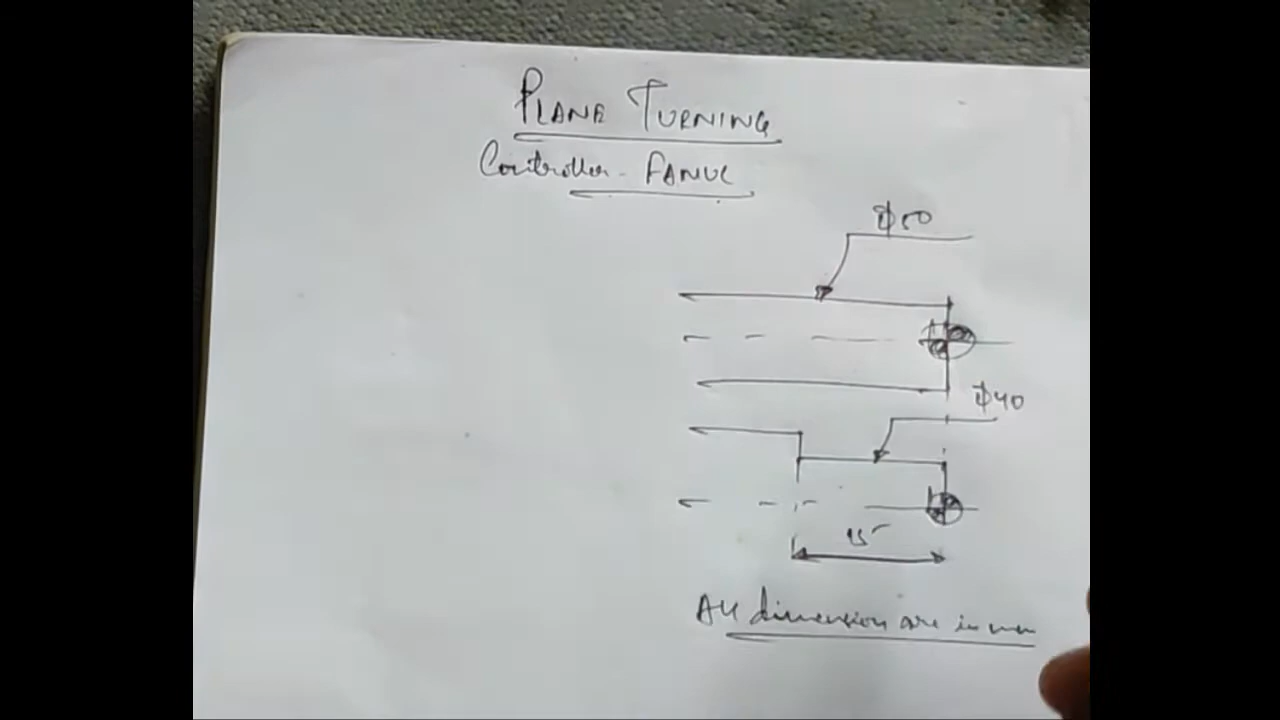 PLANE TURNING
Controller - FANUC
Φ50
Φ40
15
All dimension are in mm